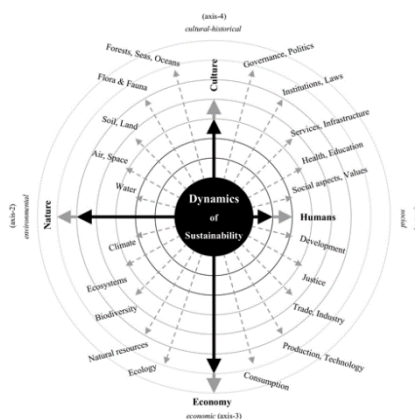 (axis-4)
cultural-historical
Forests, Seas, Oceans
Governance, Politics
Culture
Flora & Fauna
Institutions, Laws
Soil, Land
Services, Infrastructure
Air, Space
Health, Education
Water
Social aspects, Values
Dynamics
of
Sustainability
(axis-2)
environmental
Nature
Humans
social
Climate
Development
Ecosystems
Justice
Biodiversity
Trade, Industry
Natural resources
Production, Technology
Ecology
Consumption
Economy
economic (axis-3)